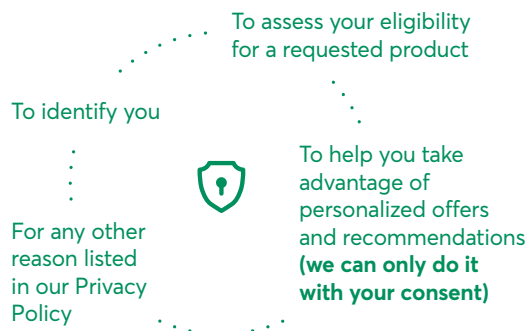 To assess your eligibility
for a requested product
To identify you
To help you take
advantage of
personalized offers
and recommendations
(we can only do it
with your consent)
For any other
reason listed
in our Privacy
Policy